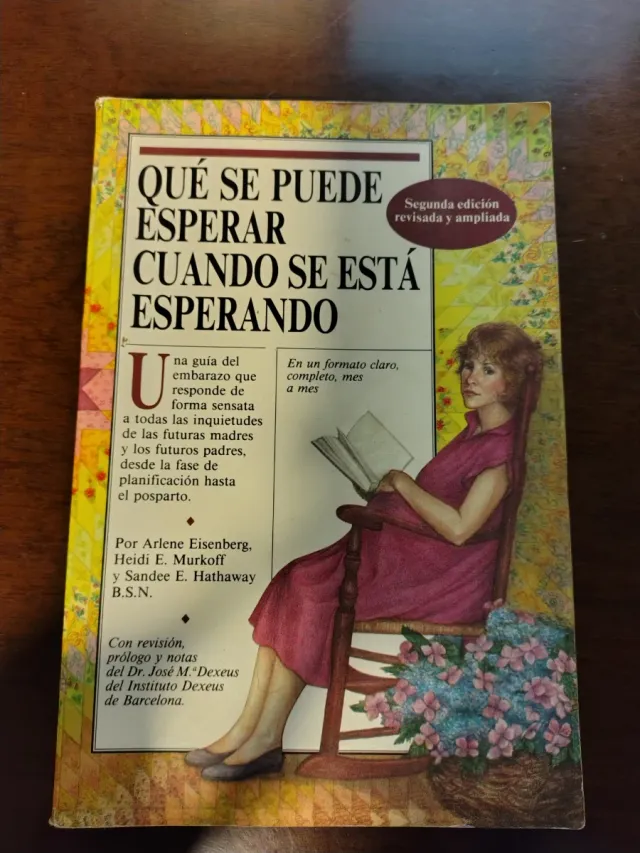 QUÉ SE PUEDE
ESPERAR
CUANDO SE ESTÁ
ESPERANDO
Segunda edición
revisada y ampliada
Una guía del
embarazo que
responde de
forma sensata
a todas las inquietudes
de las futuras madres
y los futuros padres,
desde la fase de
planificación hasta
el posparto.
En un formato claro,
completo, mes
a mes
Por Arlene Eisenberg,
Heidi E. Murkoff
y Sandee E. Hathaway
B.S.N.
Con revisión,
prólogo y notas
del Dr. José M.ª Dexeus
del Instituto Dexeus
de Barcelona.